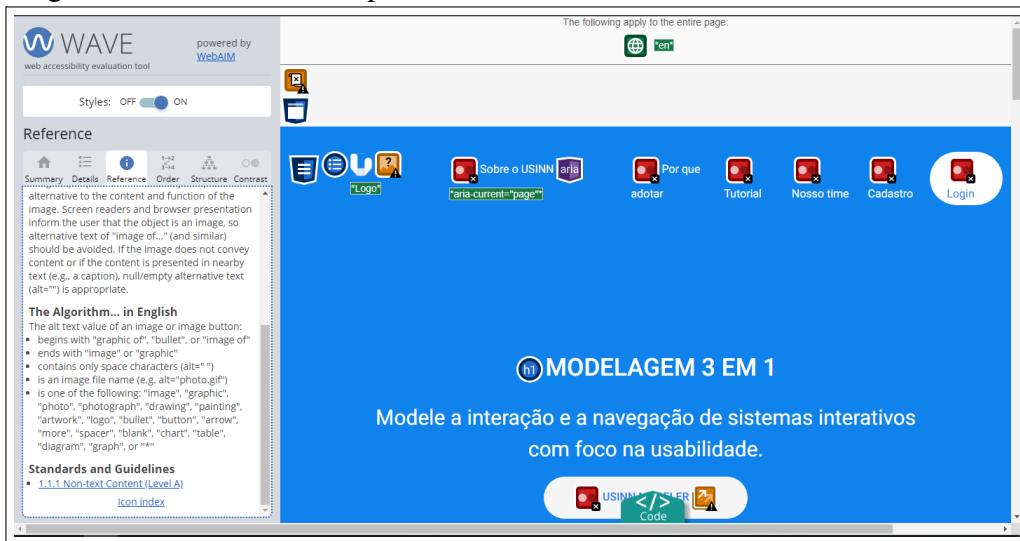 WAVE
web accessibility evaluation tool
powered by
WebAIM
Styles: OFF ON
Reference
Summary Details Reference Order Structure Contrast
alternative to the content and function of the
image. Screen readers and browser presentation
inform the user that the object is an image, so
alternative text of "image of..." (and similar)
should be avoided. If the image does not convey
content or if the content is presented in nearby
text (e.g., a caption), null/empty alternative text
(alt="") is appropriate.
The Algorithm... in English
The alt text value of an image or image button:
• begins with "graphic of", "bullet", or "image of"
• ends with "image" or "graphic"
• contains only space characters (alt=" ")
• is an image file name (e.g. alt="photo.gif")
• is one of the following: "image", "graphic",
"photo", "photograph", "drawing", "painting",
"artwork", "logo", "bullet", "button", "arrow",
"more", "spacer", "blank", "chart", "table",
"diagram", "graph", or "*"
Standards and Guidelines
• 1.1.1 Non-text Content (Level A)
Icon index
The following apply to the entire page:
*en*
*Logo*
Sobre o USINN aria
*aria-current="page"*
Por que
adotar
Tutorial
Nosso time
Cadastro
Login
h1 MODELAGEM 3 EM 1
Modele a interação e a navegação de sistemas interativos
com foco na usabilidade.
</>
Code